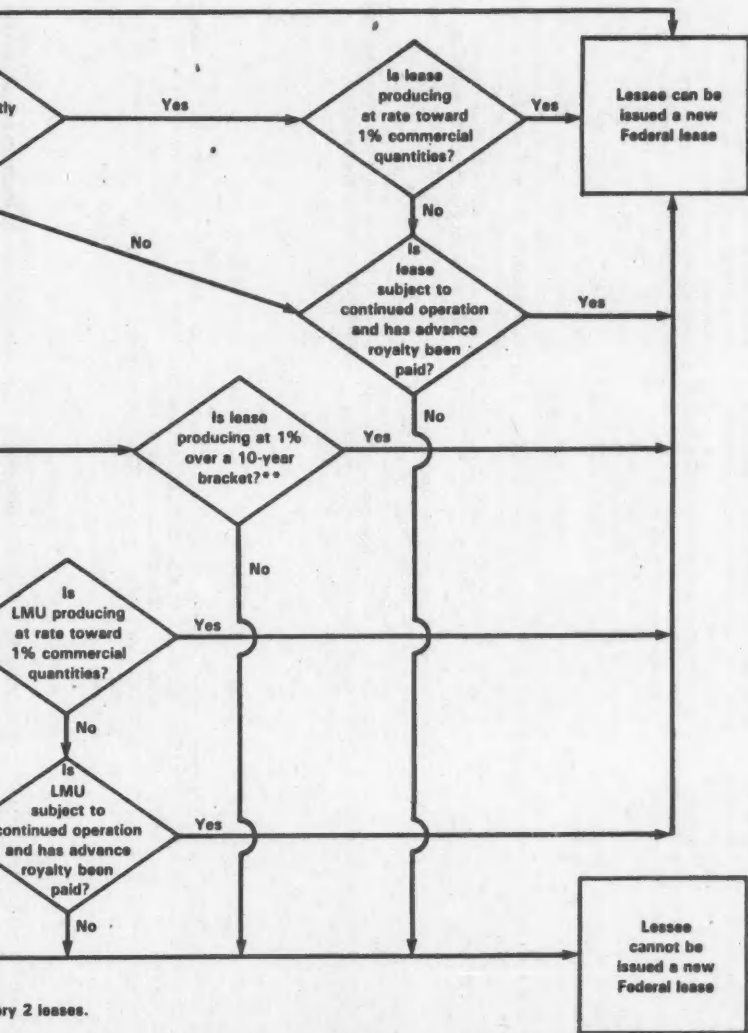 Is lease
producing
at rate toward
1% commercial
quantities?
Yes
Yes
Lessee can be
issued a new
Federal lease
No
No
Is
lease
subject to
continued operation
and has advance
royalty been
paid?
Yes
No
Is lease
producing at 1%
over a 10-year
bracket?**
Yes
No
Is
LMU producing
at rate toward
1% commercial
quantities?
Yes
No
Is
LMU
subject to
continued operation
and has advance
royalty been
paid?
Yes
No
Lessee
cannot be
issued a new
Federal lease
2 leases.